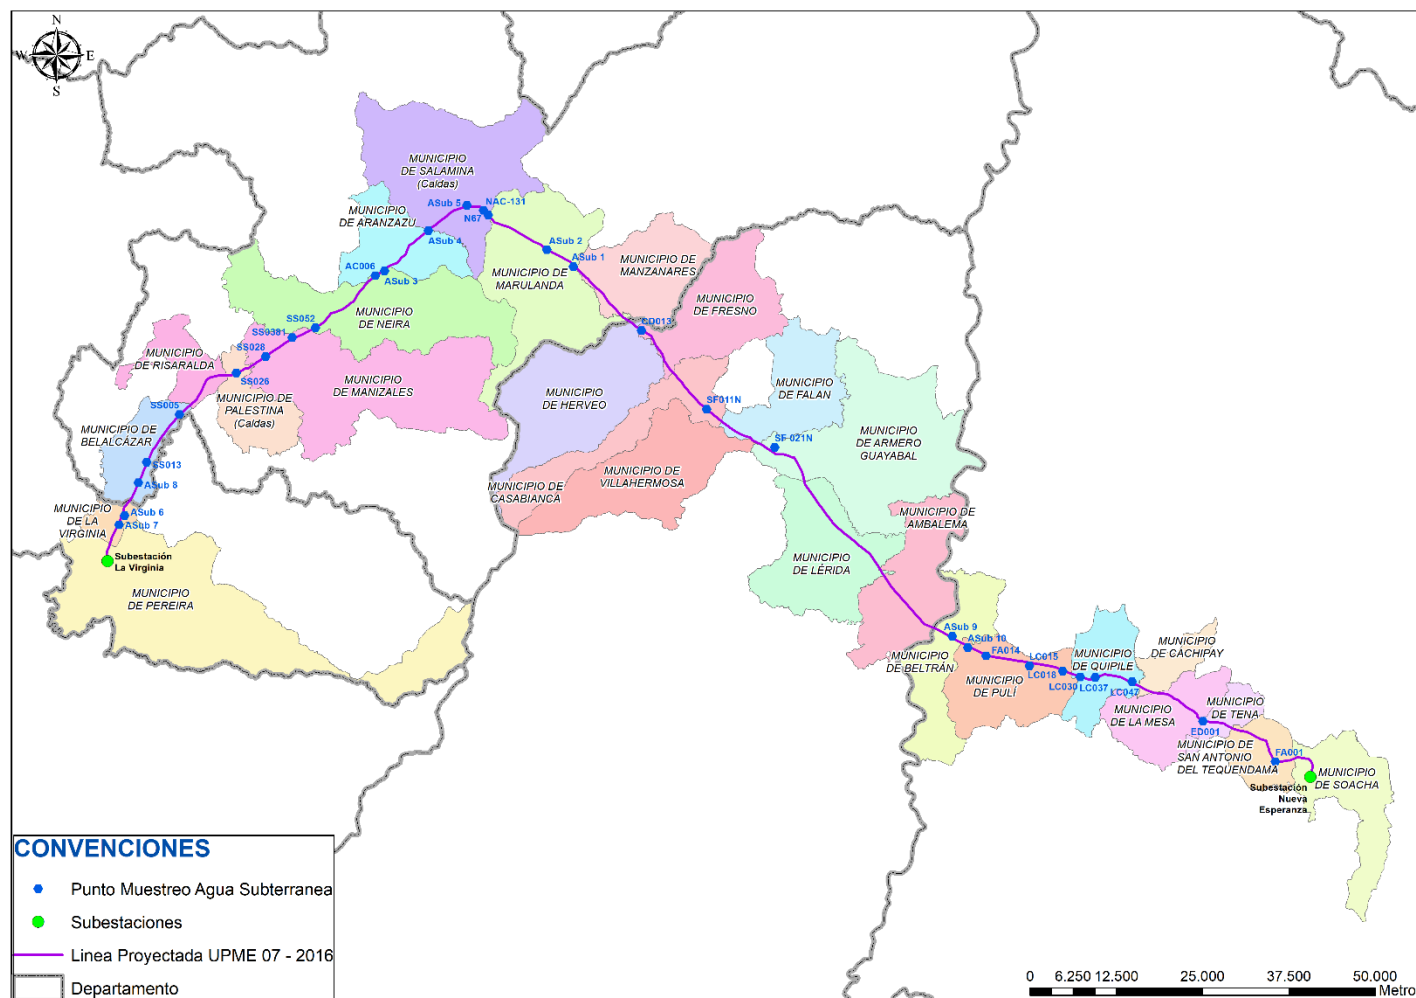 N
W
E
S
MUNICIPIO
DE SALAMINA
(Caldas)
MUNICIPIO
DE ARANZAZU
ASub 5
NAC-131
N67
ASub 4
ASub 2
ASub 1
MUNICIPIO DE
MANZANARES
AC006
ASub 3
MUNICIPIO DE
MARULANDA
MUNICIPIO
DE FRESNO
MUNICIPIO
DE NEIRA
SS052
SS0381
CD013
SS028
MUNICIPIO
DE RISARALDA
SS026
MUNICIPIO
DE MANIZALES
MUNICIPIO DE
PALESTINA
(Caldas)
MUNICIPIO
DE HERVEO
MUNICIPIO
DE FALAN
SF011N
SS005
MUNICIPIO DE
BELALCÁZAR
SF-021N
MUNICIPIO
DE ARMERO
GUAYABAL
SS013
ASub 8
MUNICIPIO DE
VILLAHERMOSA
MUNICIPIO DE
CASABIANCA
MUNICIPIO
DE LA
VIRGINIA
ASub 6
ASub 7
MUNICIPIO DE
AMBALEMA
Subestación
La Virginia
MUNICIPIO
DE LÉRIDA
MUNICIPIO
DE PEREIRA
ASub 9
ASub 10
FA014
MUNICIPIO
DE BELTRÁN
LC015
LC018
LC030
LC037
LC047
MUNICIPIO
DE QUIPILE
MUNICIPIO
DE CACHIPAY
MUNICIPIO
DE PULÍ
MUNICIPIO
DE LA MESA
MUNICIPIO
DE TENA
ED001
MUNICIPIO DE
SAN ANTONIO
DEL TEQUENDAMA
FA001
MUNICIPIO
DE SOACHA
Subestación
Nueva
Esperanza
CONVENCIONES
Punto Muestreo Agua Subterranea
Subestaciones
Linea Proyectada UPME 07 - 2016
Departamento
0 6.250 12.500 25.000 37.500 50.000
Metro